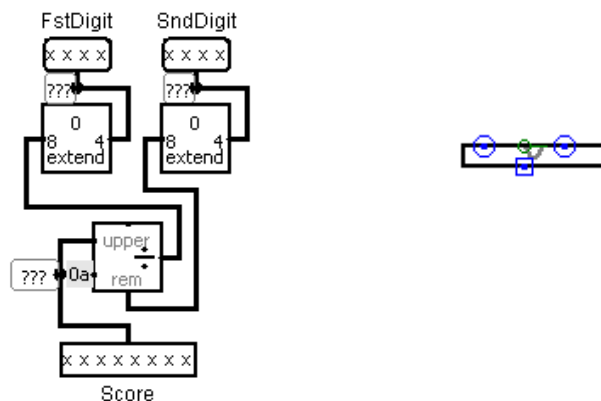 FstDigit SndDigit
x x x x x x x x
??? ???
0 0
8 4 8 4
extend extend
upper
??? 0a
rem
x x x x x x x x
Score